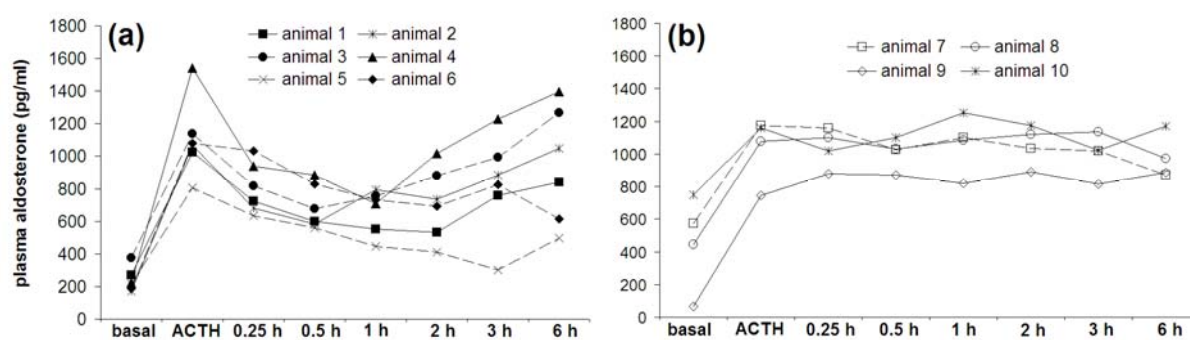 (a)
animal 1 animal 2
animal 3 animal 4
animal 5 animal 6
plasma aldosterone (pg/ml)
1800
1600
1400
1200
1000
800
600
400
200
0
basal ACTH 0.25 h 0.5 h 1 h 2 h 3 h 6 h
(b)
animal 7 animal 8
animal 9 animal 10
1800
1600
1400
1200
1000
800
600
400
200
0
basal ACTH 0.25 h 0.5 h 1 h 2 h 3 h 6 h